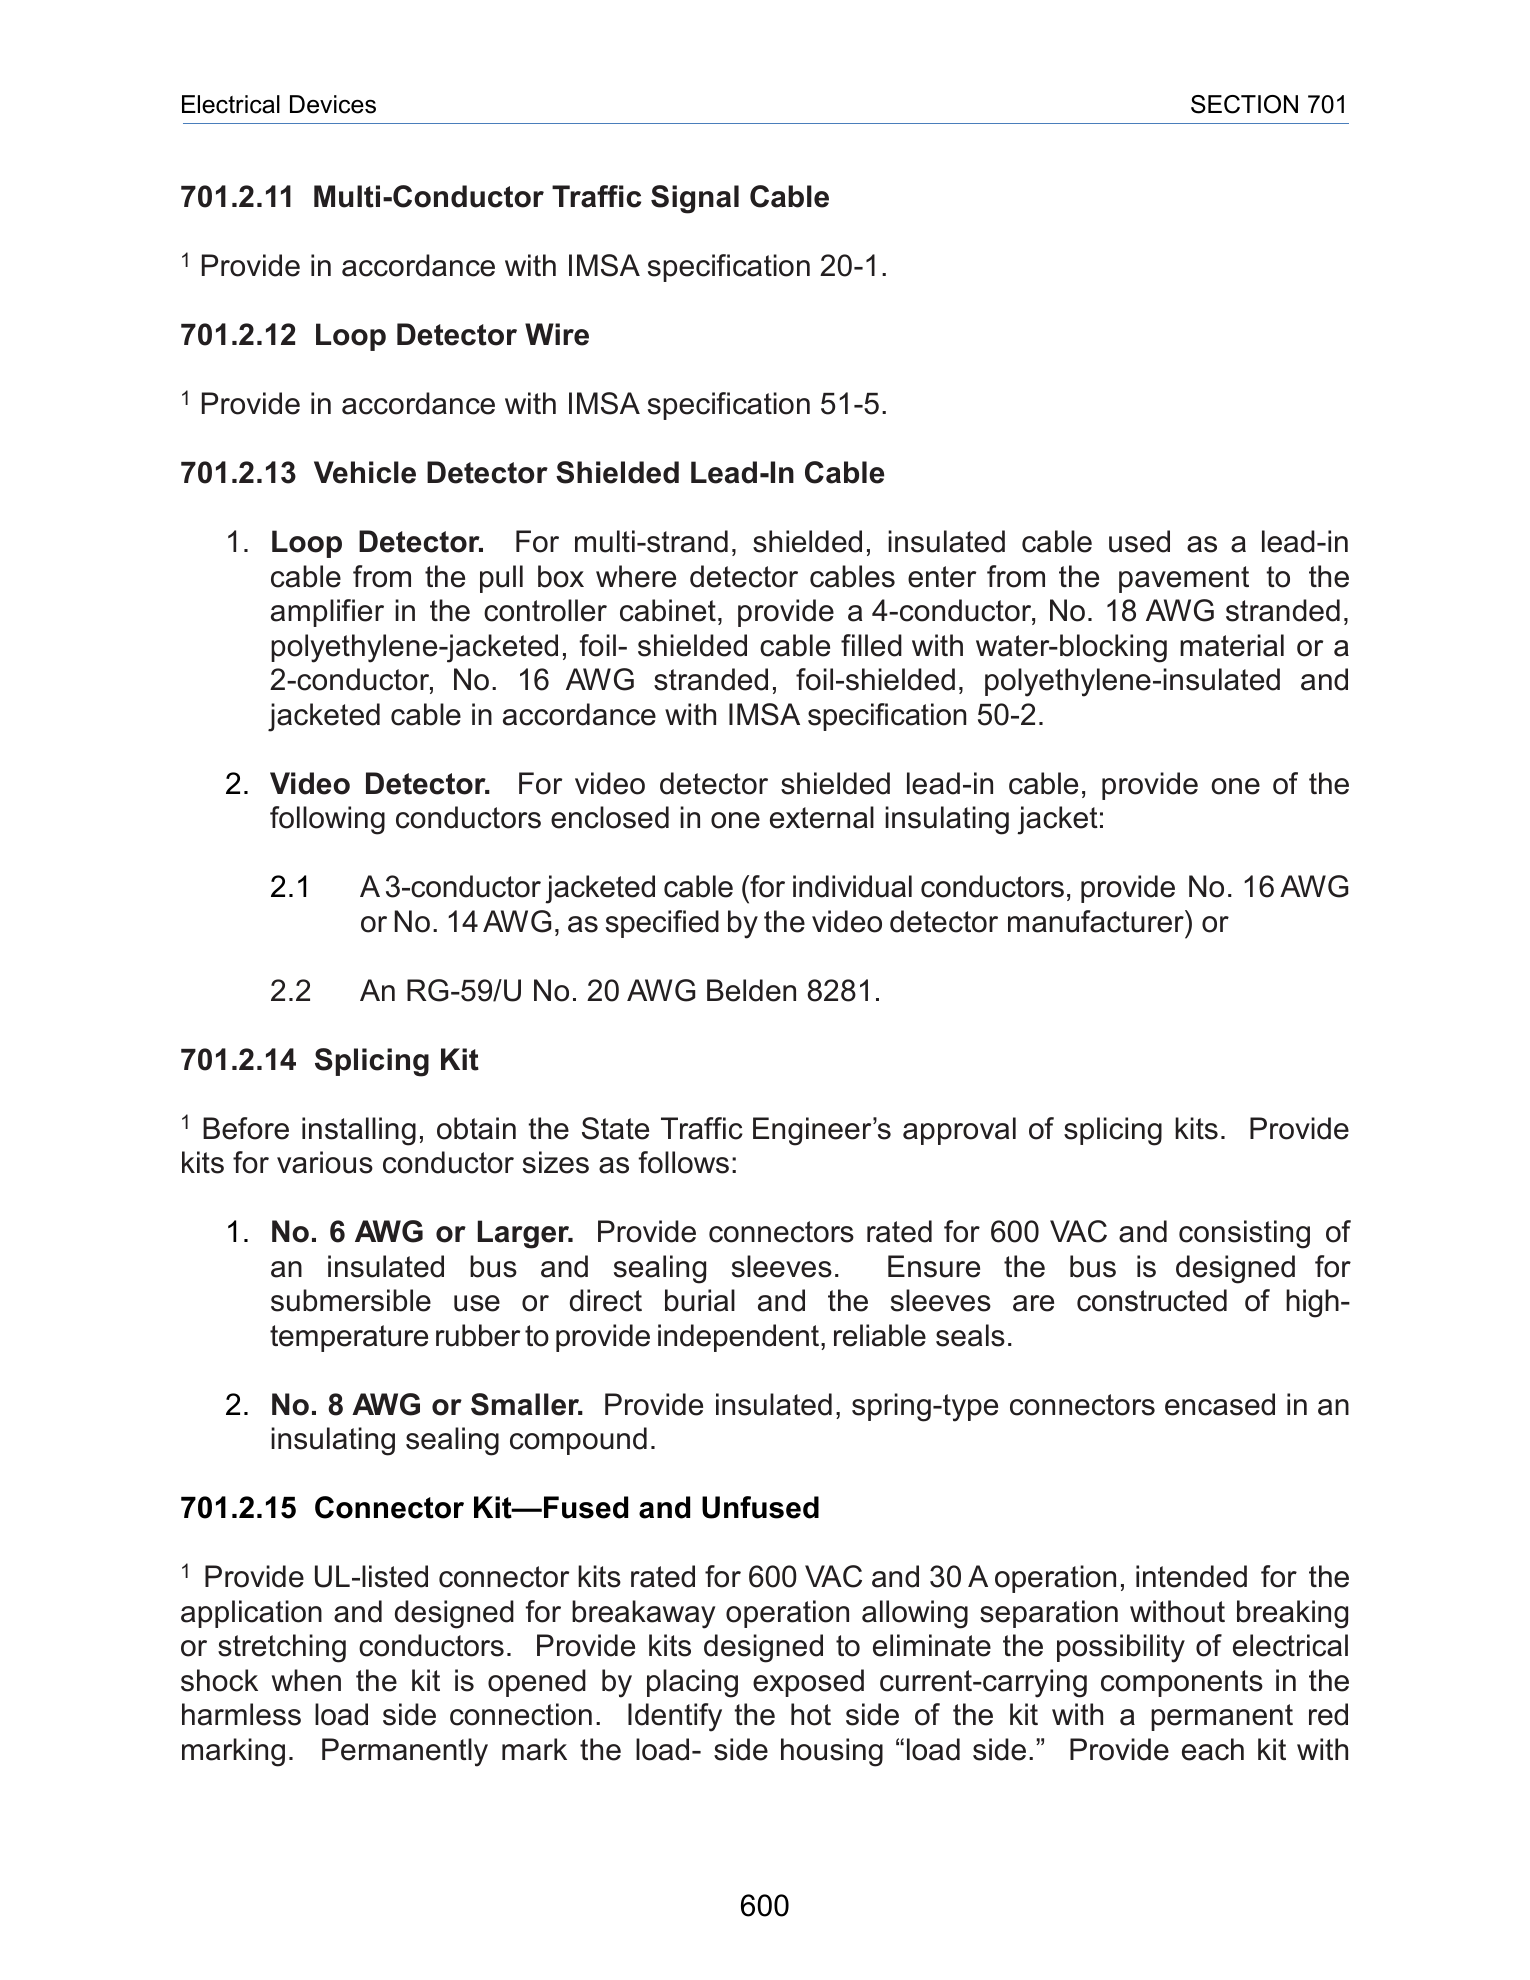 Electrical Devices SECTION 701
701.2.11 Multi-Conductor Traffic Signal Cable
1 Provide in accordance with IMSA specification 20-1.
701.2.12 Loop Detector Wire
1 Provide in accordance with IMSA specification 51-5.
701.2.13 Vehicle Detector Shielded Lead-In Cable
1. Loop Detector. For multi-strand, shielded, insulated cable used as a lead-in
cable from the pull box where detector cables enter from the pavement to the
amplifier in the controller cabinet, provide a 4-conductor, No. 18 AWG stranded,
polyethylene-jacketed, foil- shielded cable filled with water-blocking material or a
2-conductor, No. 16 AWG stranded, foil-shielded, polyethylene-insulated and
jacketed cable in accordance with IMSA specification 50-2.
2. Video Detector. For video detector shielded lead-in cable, provide one of the
following conductors enclosed in one external insulating jacket:
2.1 A 3-conductor jacketed cable (for individual conductors, provide No. 16 AWG
or No. 14 AWG, as specified by the video detector manufacturer) or
2.2 An RG-59/U No. 20 AWG Belden 8281.
701.2.14 Splicing Kit
1 Before installing, obtain the State Traffic Engineer’s approval of splicing kits. Provide
kits for various conductor sizes as follows:
1. No. 6 AWG or Larger. Provide connectors rated for 600 VAC and consisting of
an insulated bus and sealing sleeves. Ensure the bus is designed for
submersible use or direct burial and the sleeves are constructed of high-
temperature rubber to provide independent, reliable seals.
2. No. 8 AWG or Smaller. Provide insulated, spring-type connectors encased in an
insulating sealing compound.
701.2.15 Connector Kit—Fused and Unfused
1 Provide UL-listed connector kits rated for 600 VAC and 30 A operation, intended for the
application and designed for breakaway operation allowing separation without breaking
or stretching conductors. Provide kits designed to eliminate the possibility of electrical
shock when the kit is opened by placing exposed current-carrying components in the
harmless load side connection. Identify the hot side of the kit with a permanent red
marking. Permanently mark the load- side housing “load side.” Provide each kit with
600